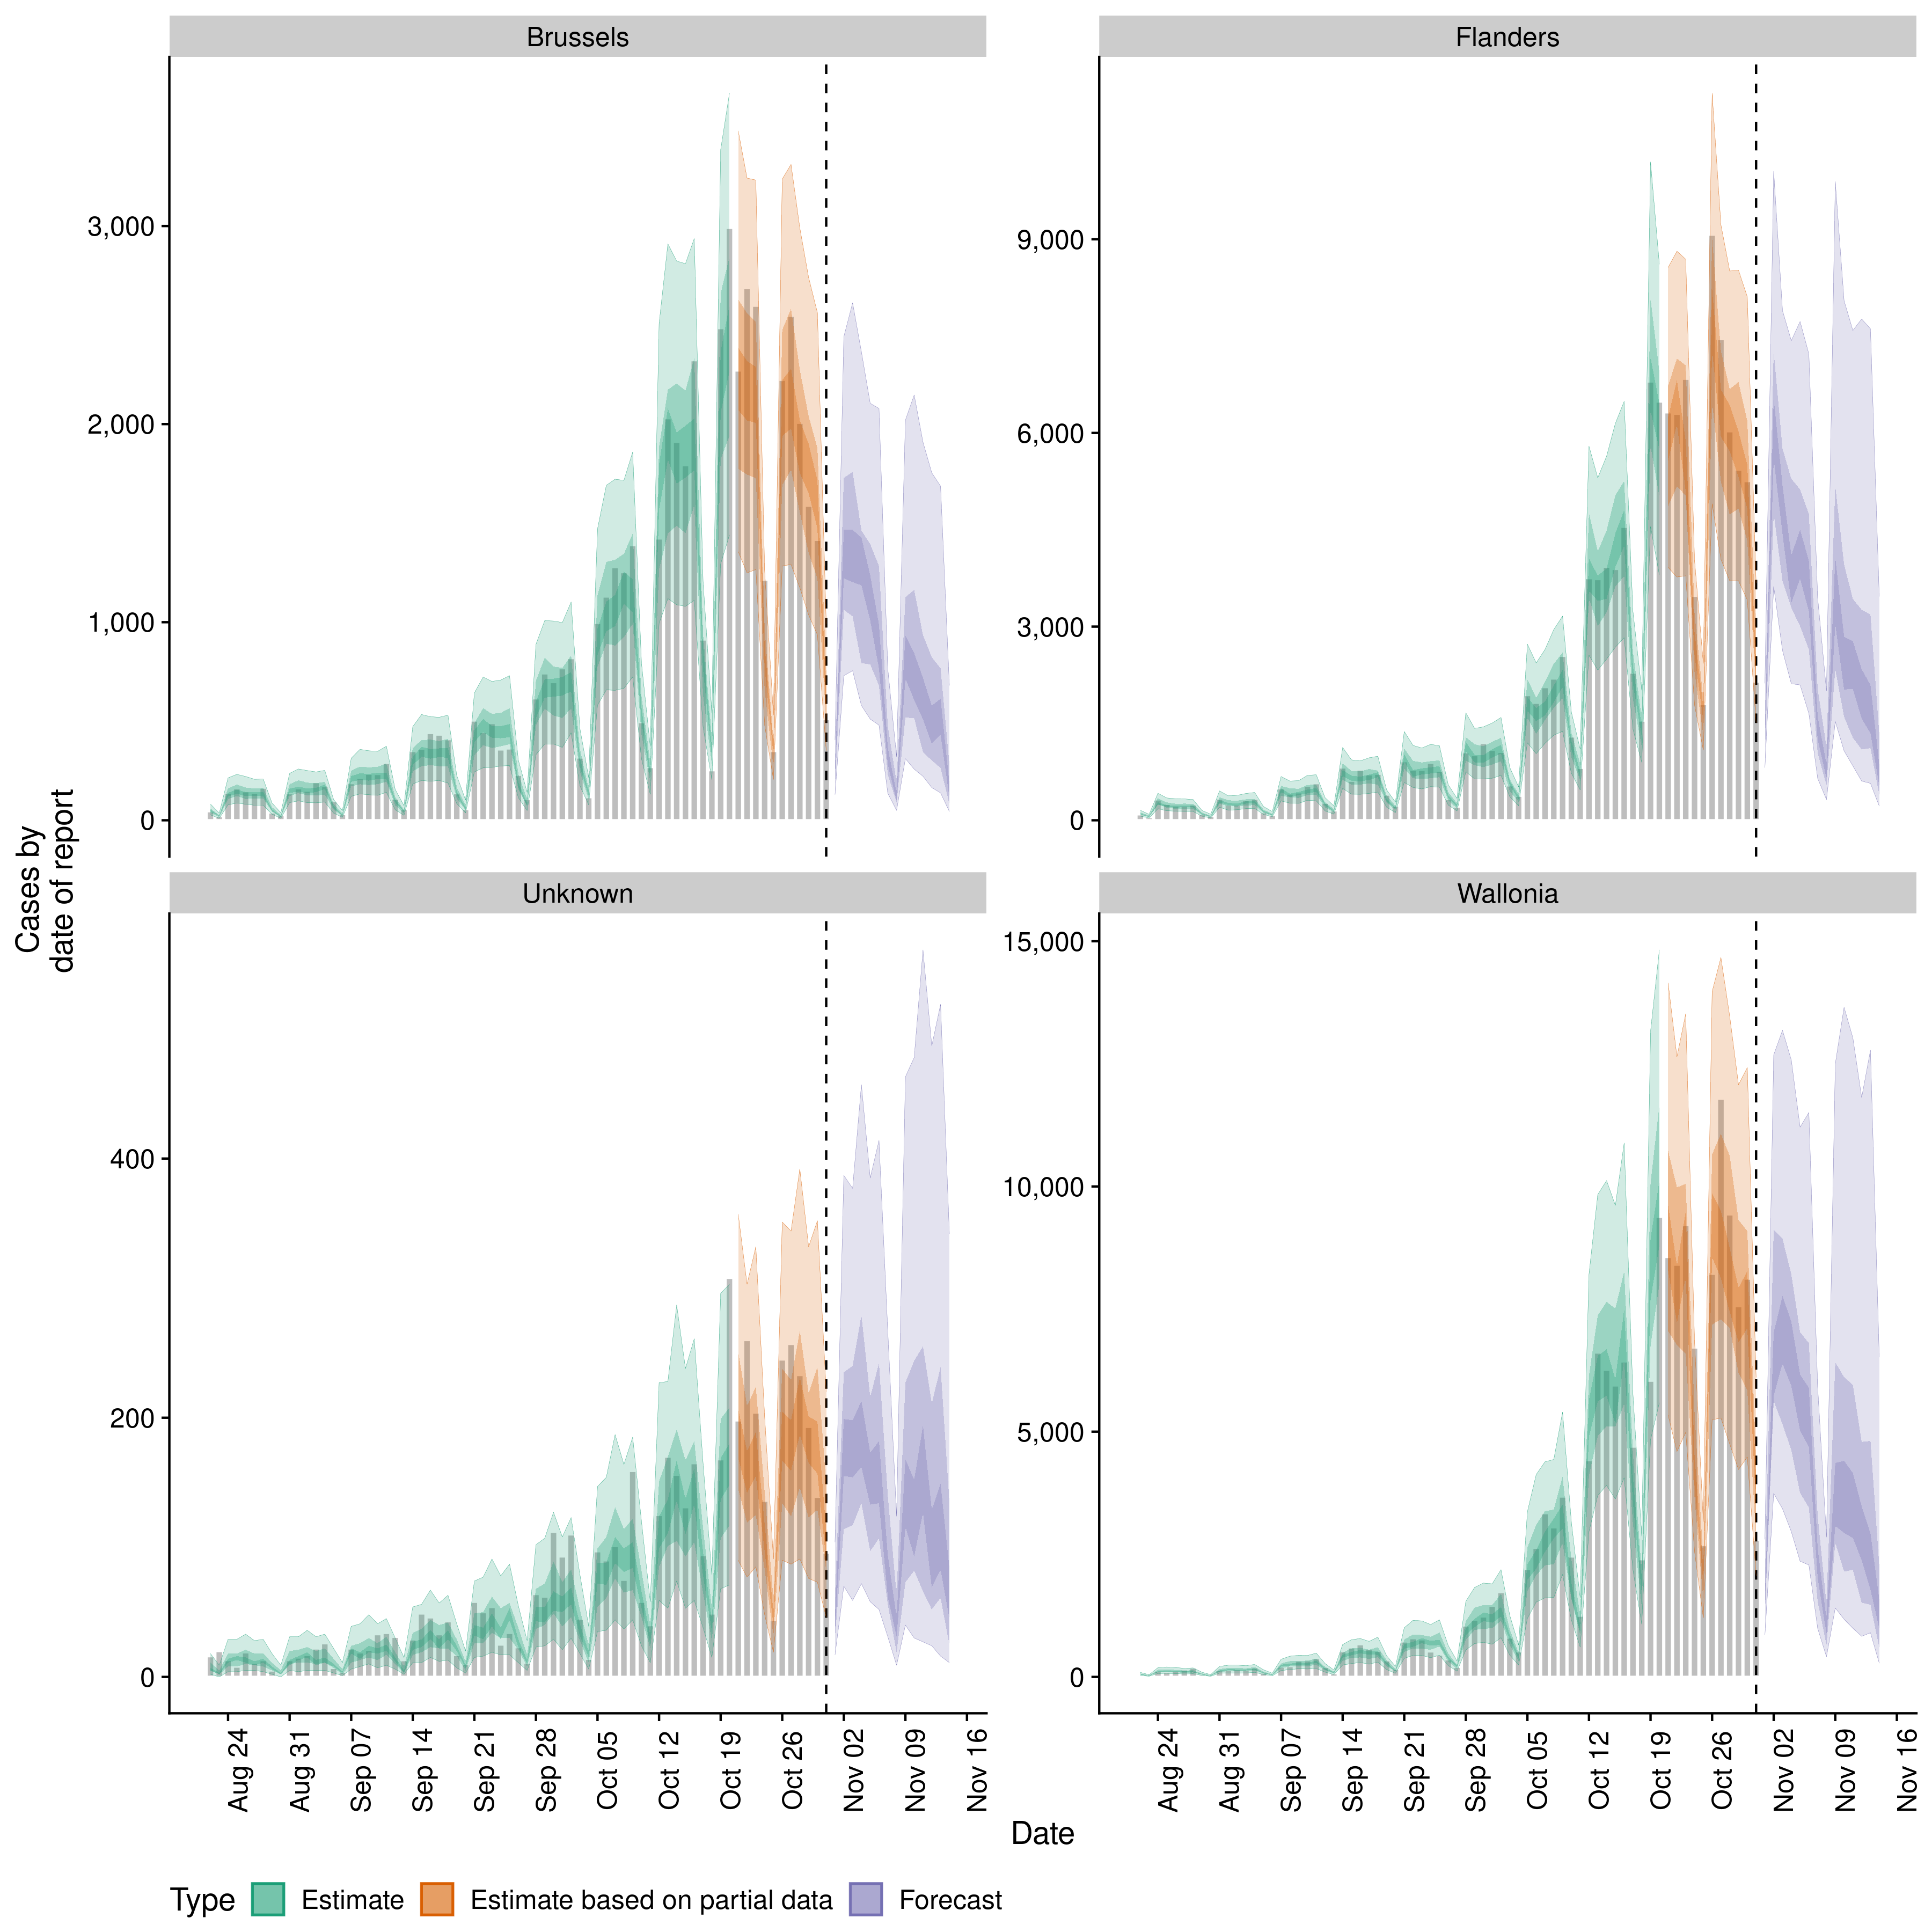 Brussels
Flanders
3,000
2,000
1,000
0
9,000
6,000
3,000
0
Cases by
date of report
Unknown
Wallonia
400
200
0
15,000
10,000
5,000
0
Aug 24
Aug 31
Sep 07
Sep 14
Sep 21
Sep 28
Oct 05
Oct 12
Oct 19
Oct 26
Nov 02
Nov 09
Nov 16
Aug 24
Aug 31
Sep 07
Sep 14
Sep 21
Sep 28
Oct 05
Oct 12
Oct 19
Oct 26
Nov 02
Nov 09
Nov 16
Date
Type Estimate Estimate based on partial data Forecast